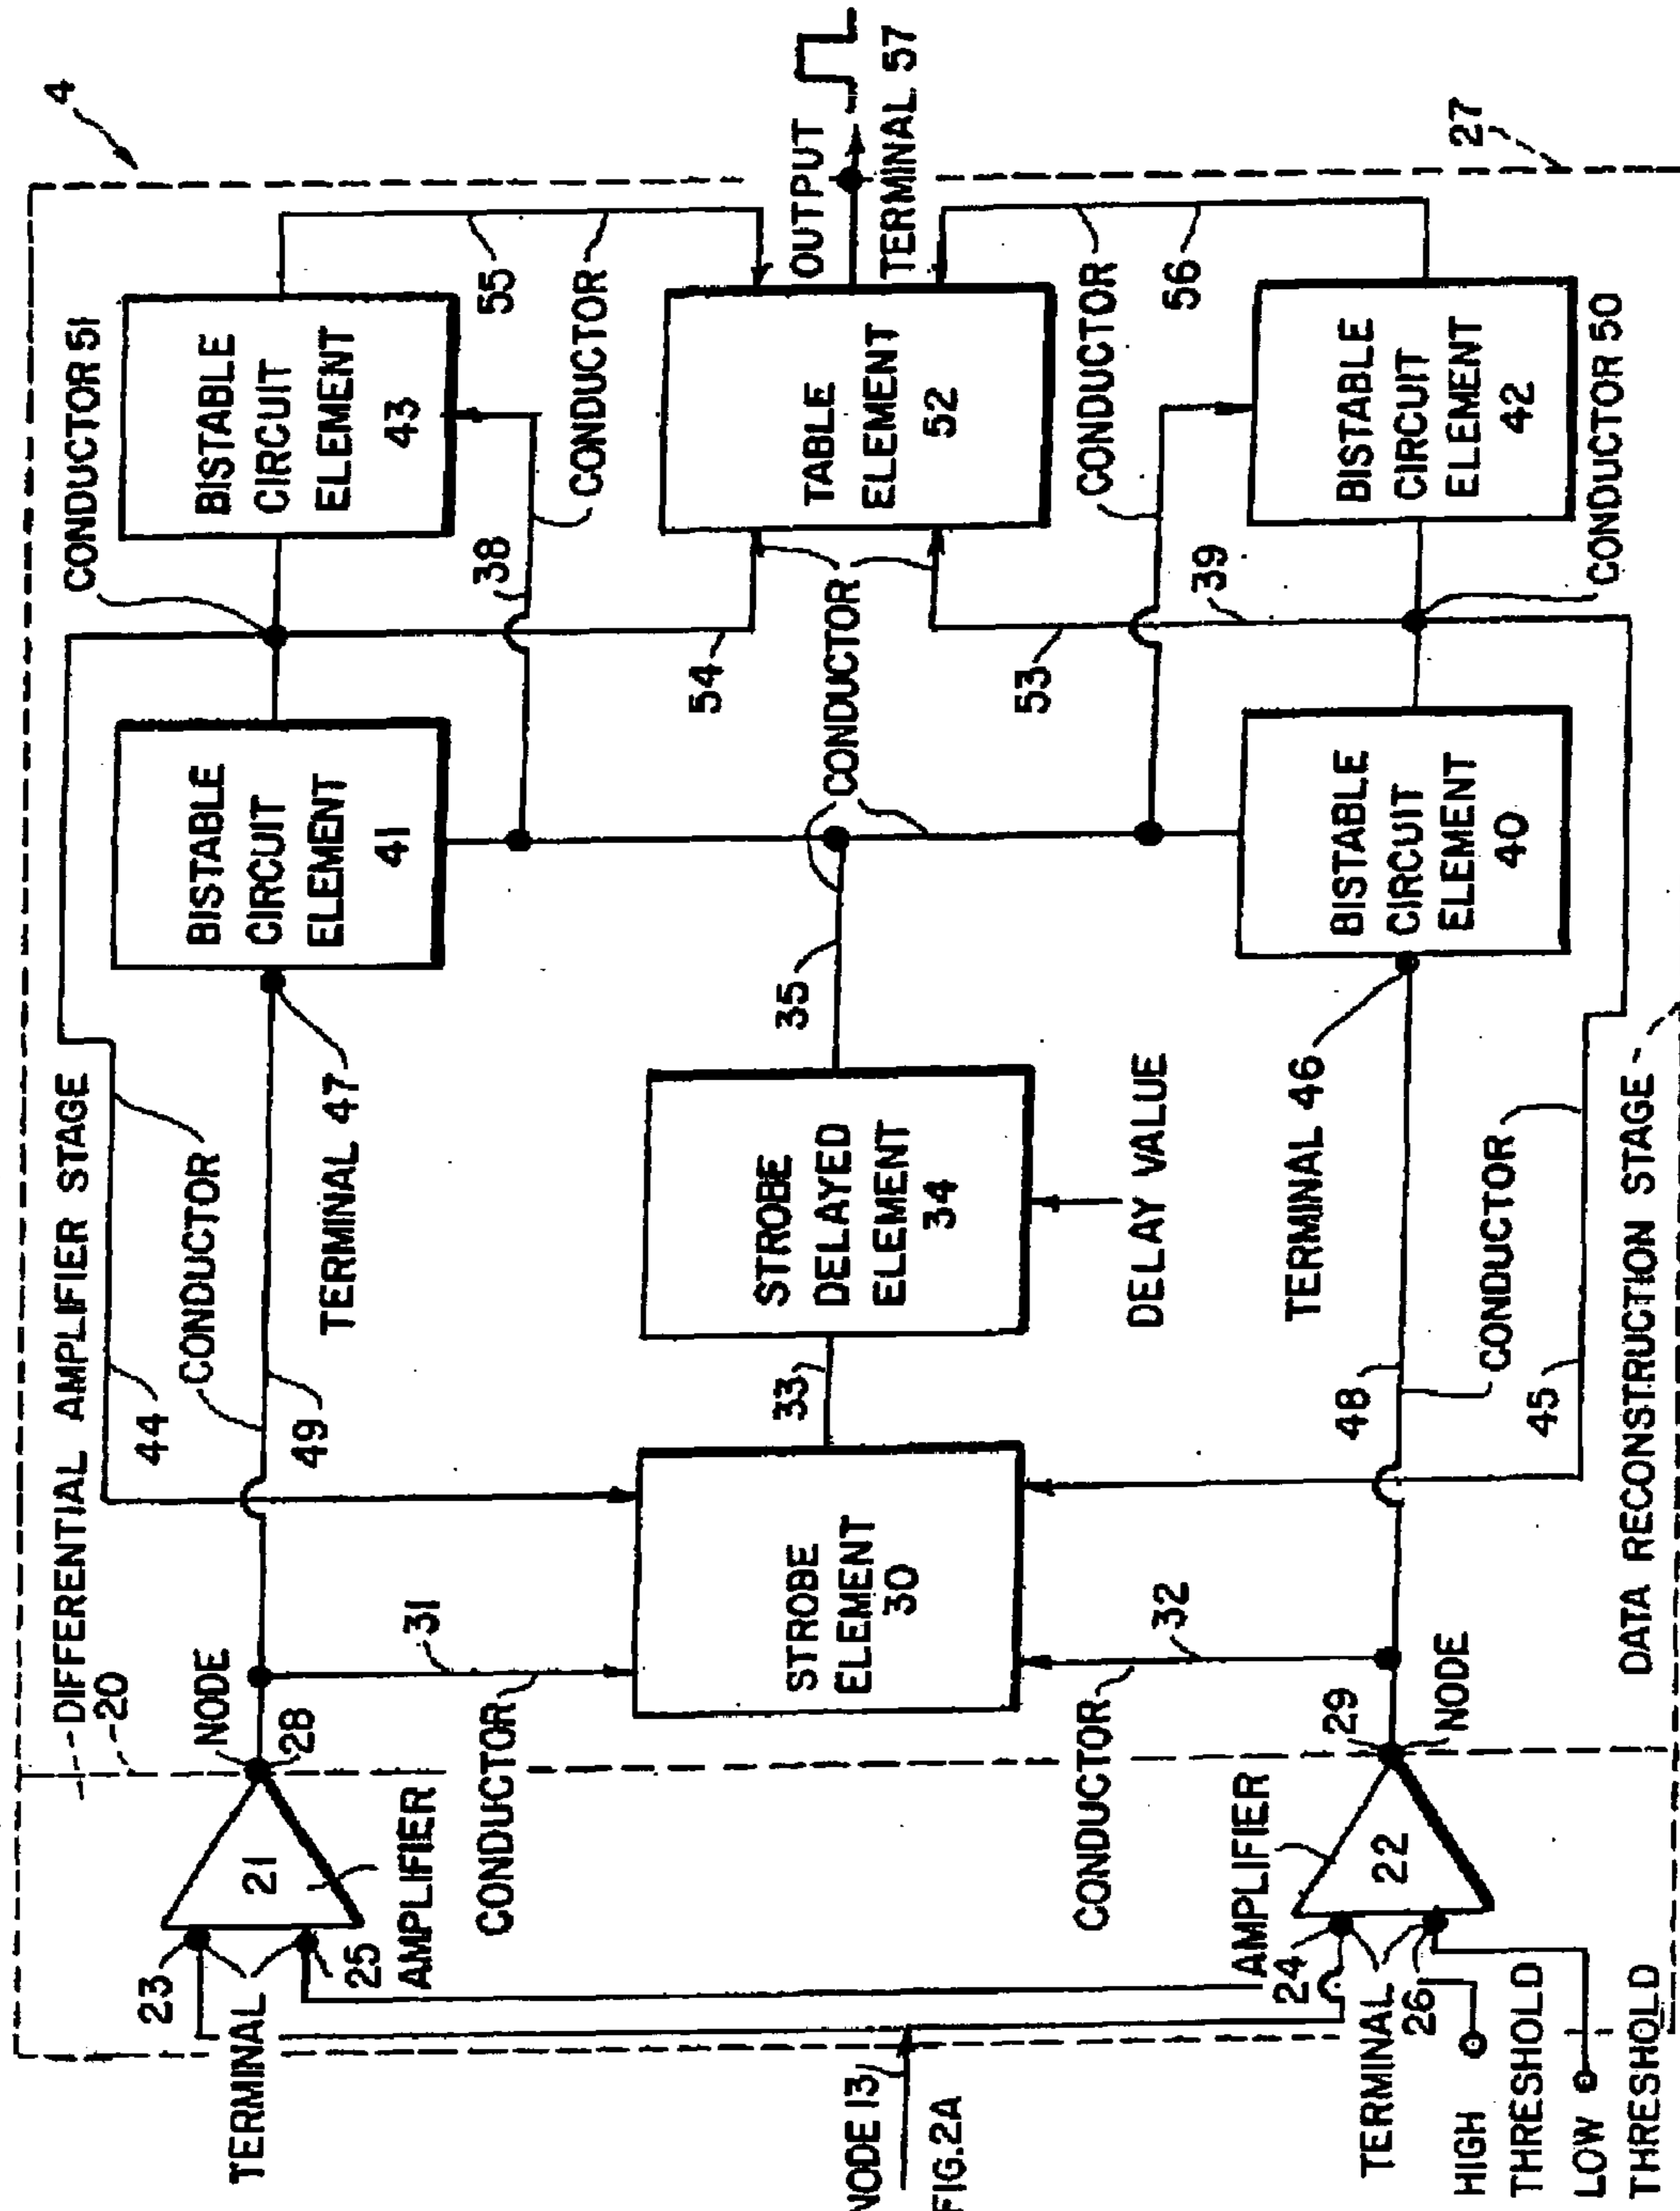 4
DIFFERENTIAL AMPLIFIER STAGE
20
CONDUCTOR 51
44
CONDUCTOR
NODE
28
49
TERMINAL 47
BISTABLE
CIRCUIT
ELEMENT
41
BISTABLE
CIRCUIT
ELEMENT
43
55
CONDUCTOR
38
54
23
TERMINAL
25
21
AMPLIFIER
CONDUCTOR
31
STROBE
ELEMENT
30
33
STROBE
DELAYED
ELEMENT
34
DELAY VALUE
35
CONDUCTOR
TABLE
ELEMENT
52
OUTPUT
TERMINAL 57
NODE 13
FIG.2A
CONDUCTOR
32
53
39
CONDUCTOR
56
AMPLIFIER
24
22
TERMINAL
26
29
NODE
48
CONDUCTOR
TERMINAL 46
BISTABLE
CIRCUIT
ELEMENT
40
BISTABLE
CIRCUIT
ELEMENT
42
CONDUCTOR 50
27
HIGH
THRESHOLD
LOW
THRESHOLD
45
DATA RECONSTRUCTION STAGE